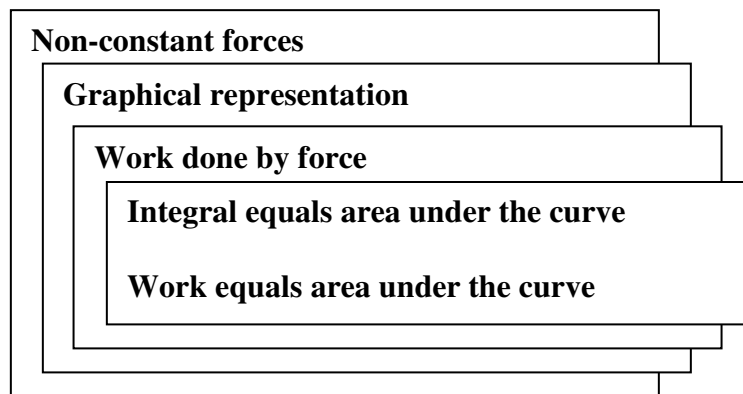 Non-constant forces
Graphical representation
Work done by force
Integral equals area under the curve
Work equals area under the curve